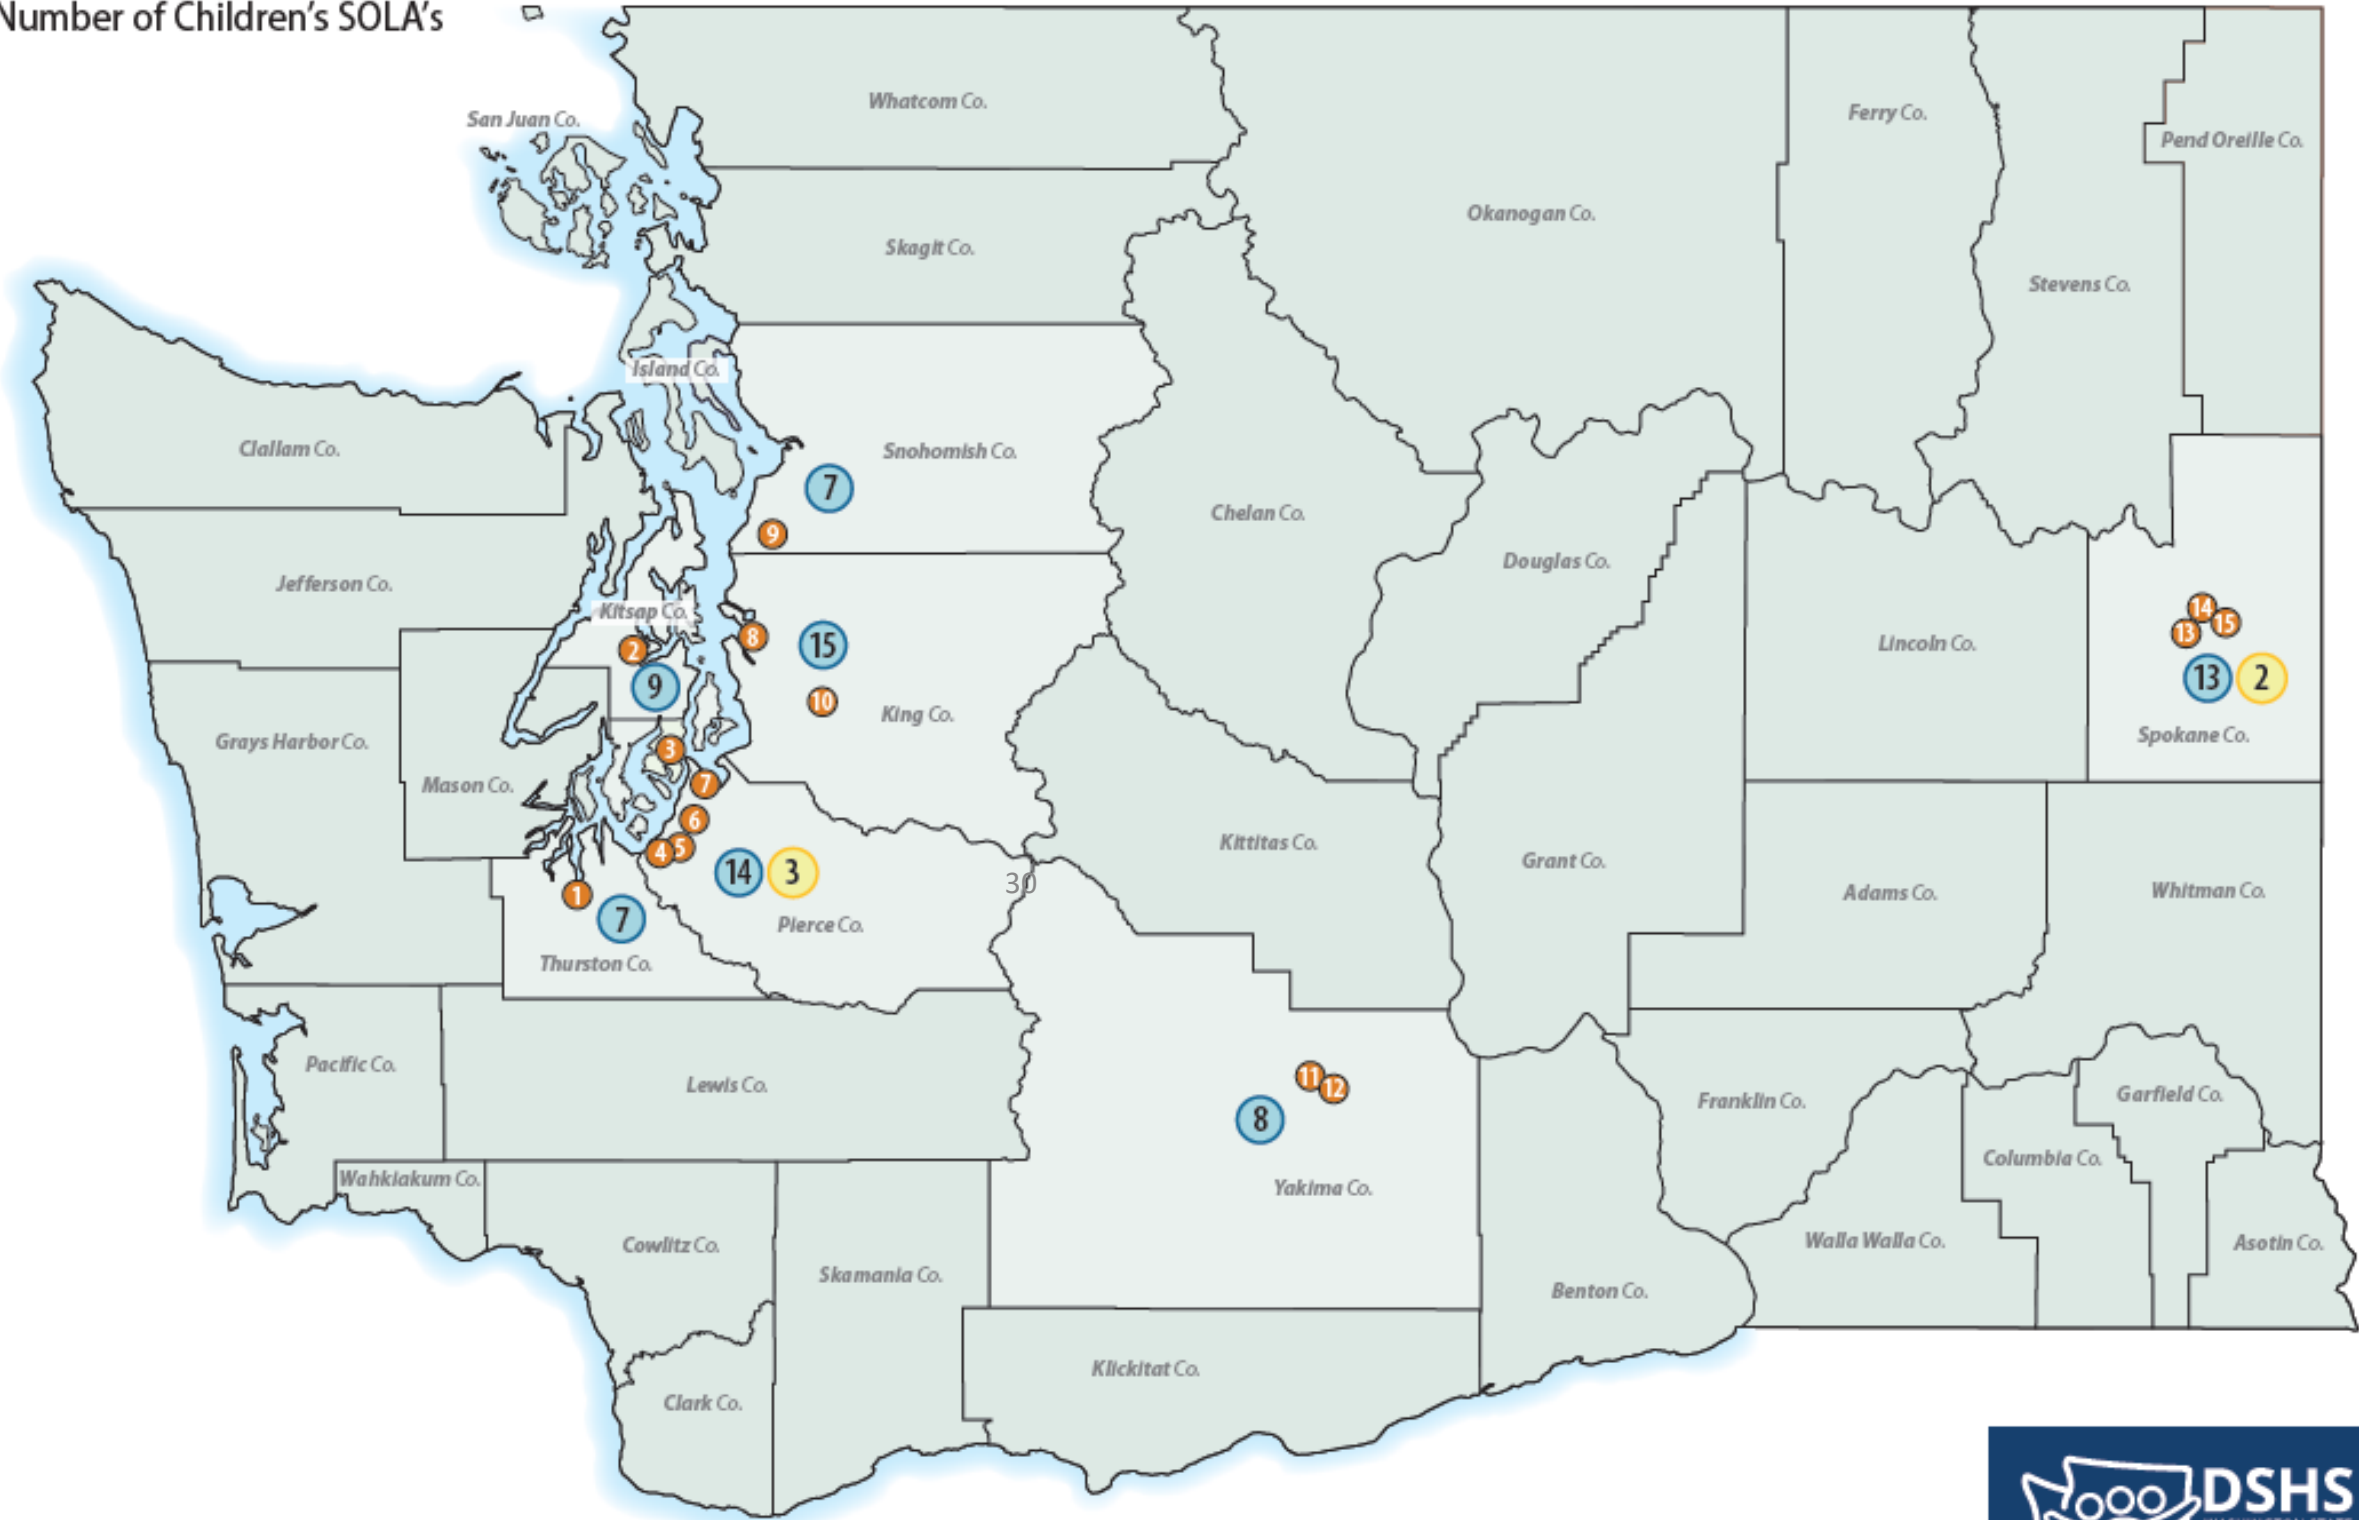 Number of Children's SOLA's
San Juan Co.
Whatcom Co.
Ferry Co.
Pend Oreille Co.
Skagit Co.
Okanogan Co.
Stevens Co.
Island Co.
Clallam Co.
Snohomish Co.
7
9
Chelan Co.
Douglas Co.
Jefferson Co.
Kitsap Co.
2
9
8
15
10
King Co.
Lincoln Co.
14
15
13
13
2
Spokane Co.
Grays Harbor Co.
Mason Co.
3
7
6
5
4
14
3
30
Pierce Co.
1
7
Thurston Co.
Kittitas Co.
Grant Co.
Adams Co.
Whitman Co.
Pacific Co.
Lewis Co.
11
12
8
Yakima Co.
Franklin Co.
Garfield Co.
Columbia Co.
Wahkiakum Co.
Cowlitz Co.
Skamania Co.
Benton Co.
Walla Walla Co.
Asotin Co.
Klickitat Co.
Clark Co.
DSHS